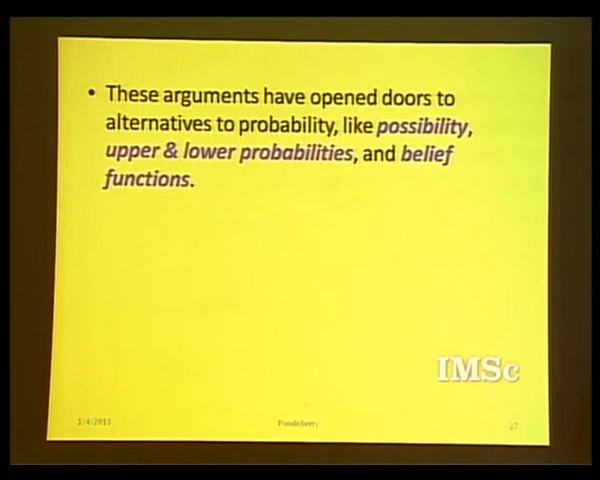 • These arguments have opened doors to
alternatives to probability, like possibility,
upper & lower probabilities, and belief
functions.
IMSc
1/4/2013
Pondicherry
27